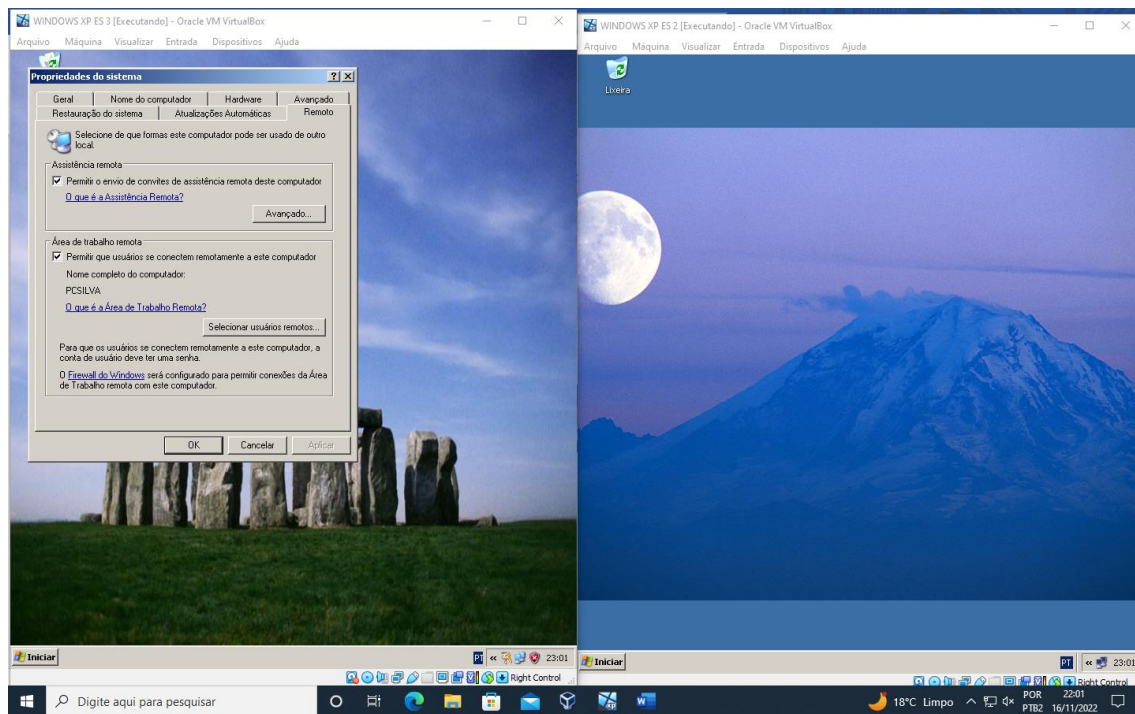 WINDOWS XP ES 3 [Executando] - Oracle VM VirtualBox
Arquivo Máquina Visualizar Entrada Dispositivos Ajuda
Propriedades do sistema
Geral Nome do computador Hardware Avançado
Restauração do sistema Atualizações Automáticas Remoto
Selecione de que formas este computador pode ser usado de outro
local.
Assistência remota
Permitir o envio de convites de assistência remota deste computador
O que é a Assistência Remota?
Avançado...
Área de trabalho remota
Permitir que usuários se conectem remotamente a este computador
Nome completo do computador:
PCSILVA
O que é a Área de Trabalho Remota?
Selecionar usuários remotos...
Para que os usuários se conectem remotamente a este computador, a
conta de usuário deve ter uma senha.
O Firewall do Windows será configurado para permitir conexões da Área
de Trabalho remota com este computador.
OK Cancelar Aplicar
Iniciar
PT « 23:01
Right Control
WINDOWS XP ES 2 [Executando] - Oracle VM VirtualBox
Arquivo Máquina Visualizar Entrada Dispositivos Ajuda
Lixeira
Iniciar
PT « 23:01
Right Control
Digite aqui para pesquisar
18°C Limpo
POR
PTB2
22:01
16/11/2022